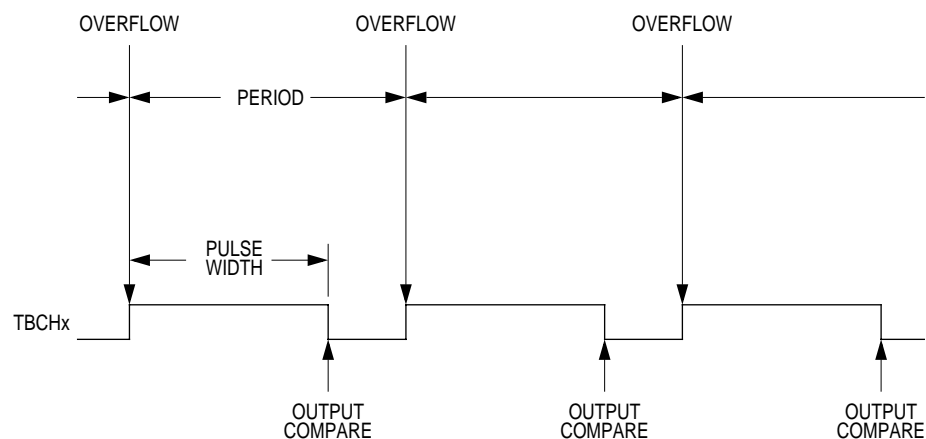 OVERFLOW OVERFLOW OVERFLOW
PERIOD
PULSE
WIDTH
TBCHx
OUTPUT
COMPARE
OUTPUT
COMPARE
OUTPUT
COMPARE